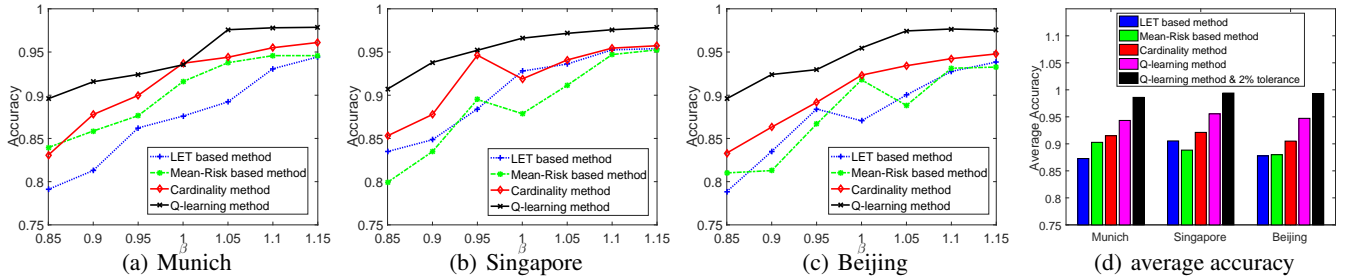 Accuracy
1
0.95
0.9
0.85
0.8
0.75
0.85 0.9 0.95 1 1.05 1.1 1.15
β
LET based method
Mean-Risk based method
Cardinality method
Q-learning method
(a) Munich
Accuracy
1
0.95
0.9
0.85
0.8
0.75
0.85 0.9 0.95 1 1.05 1.1 1.15
β
LET based method
Mean-Risk based method
Cardinality method
Q-learning method
(b) Singapore
Accuracy
1
0.95
0.9
0.85
0.8
0.75
0.85 0.9 0.95 1 1.05 1.1 1.15
β
LET based method
Mean-Risk based method
Cardinality method
Q-learning method
(c) Beijing
Average Accuracy
1.1
1.05
1
0.95
0.9
0.85
0.8
0.75
LET based method
Mean-Risk based method
Cardinality method
Q-learning method
Q-learning method & 2% tolerance
Munich Singapore Beijing
(d) average accuracy